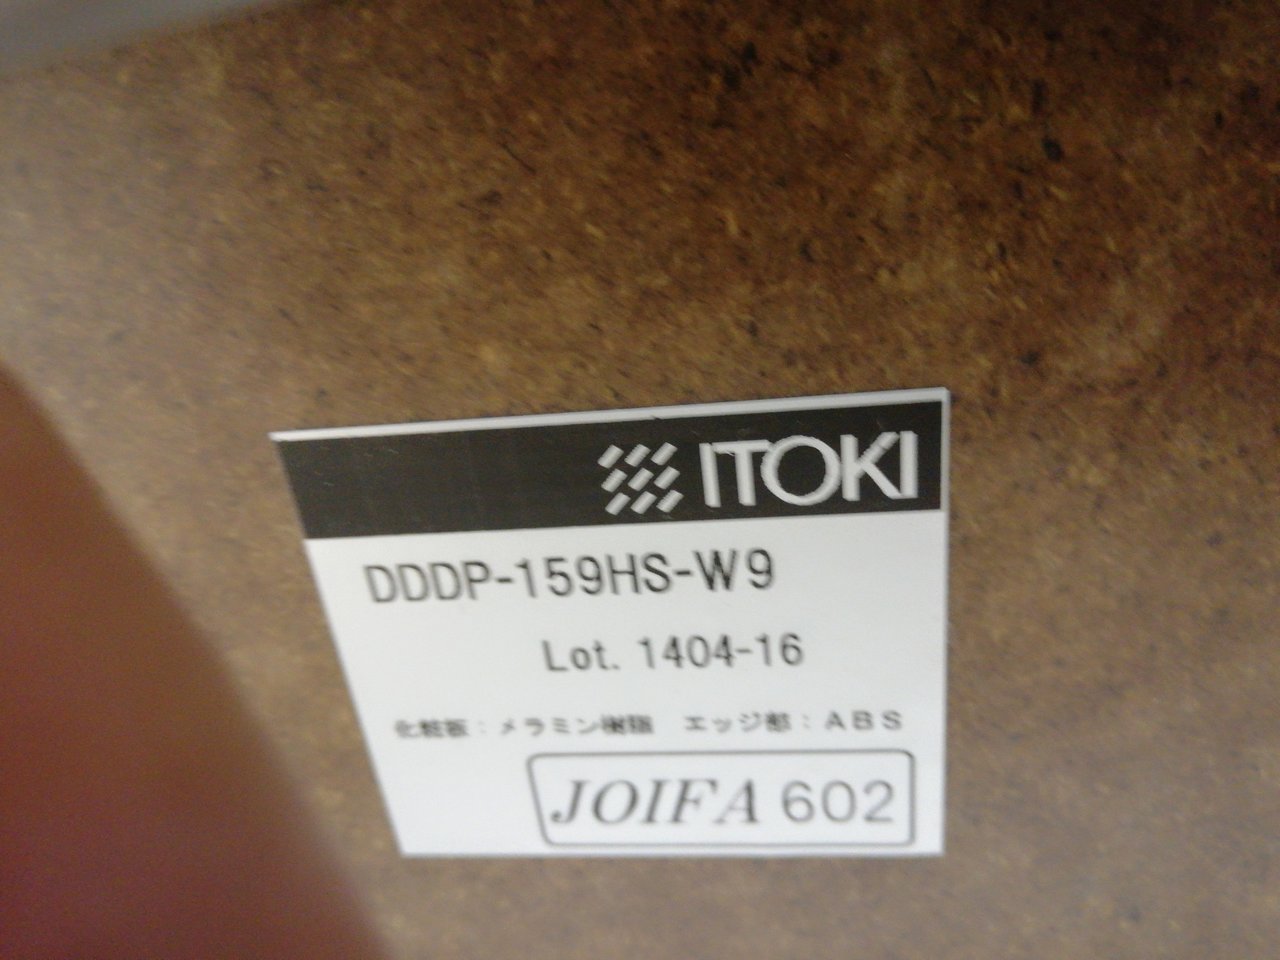 ITOKI
DDDP-159HS-W9
Lot. 1404-16
化粧板：メラミン樹脂　エッジ部：ABS
JOIFA 602